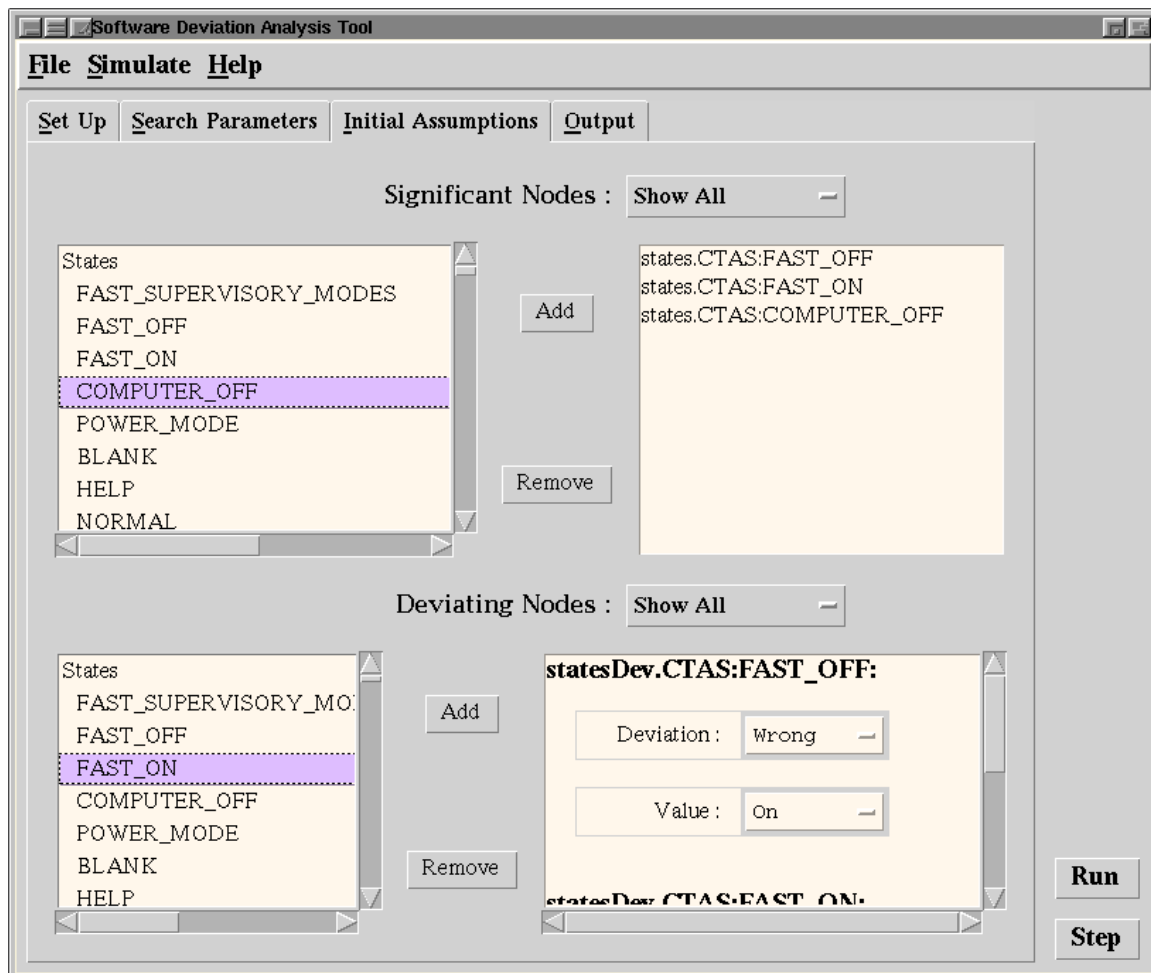 Software Deviation Analysis Tool
File Simulate Help
Set Up Search Parameters Initial Assumptions Output
Significant Nodes : Show All
States
FAST_SUPERVISORY_MODES
FAST_OFF
FAST_ON
COMPUTER_OFF
POWER_MODE
BLANK
HELP
NORMAL
Add
Remove
states.CTAS:FAST_OFF
states.CTAS:FAST_ON
states.CTAS:COMPUTER_OFF
Deviating Nodes : Show All
States
FAST_SUPERVISORY_MO
FAST_OFF
FAST_ON
COMPUTER_OFF
POWER_MODE
BLANK
HELP
Add
Remove
statesDev.CTAS:FAST_OFF:
Deviation : Wrong
Value : On
statesDev.CTAS:FAST_ON:
Run
Step